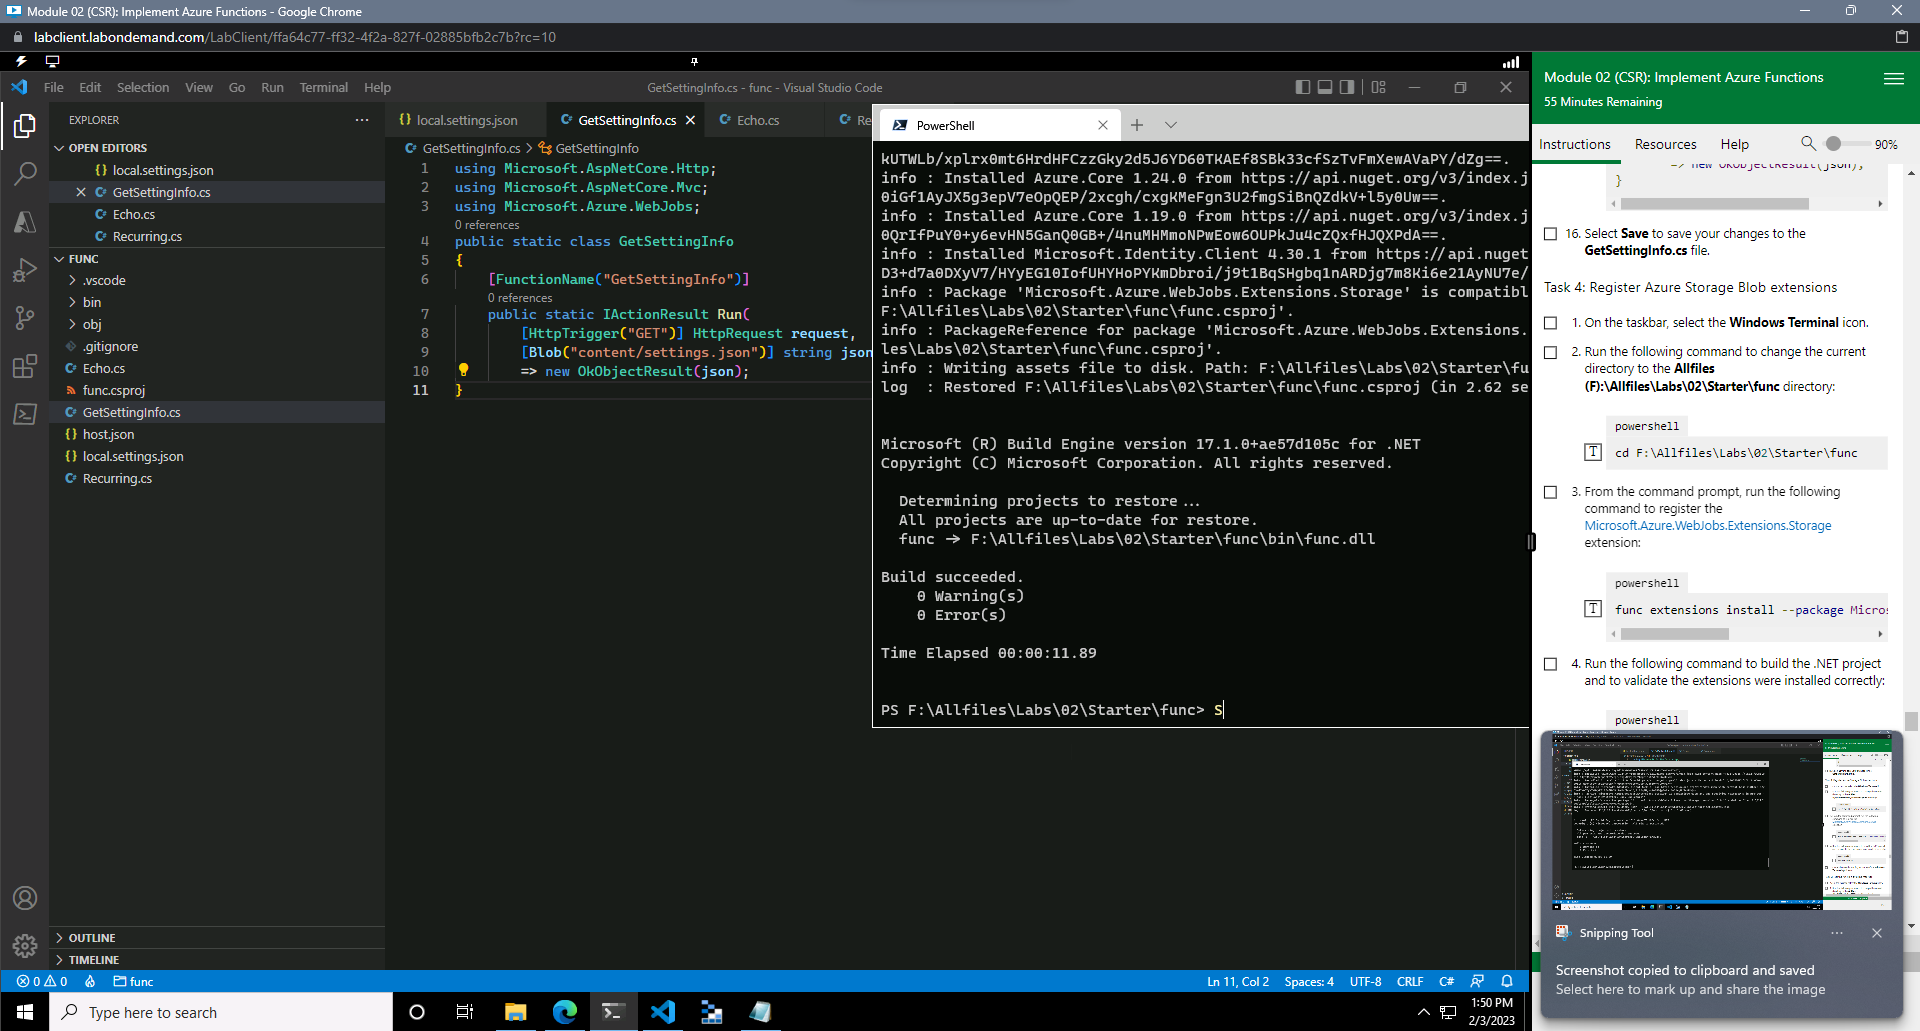 Module 02 (CSR): Implement Azure Functions - Google Chrome
labclient.labondemand.com/LabClient/ffa64c77-ff32-4f2a-827f-02885bfb2c7b?rc=10
File Edit Selection View Go Run Terminal Help
GetSettingInfo.cs - func - Visual Studio Code
EXPLORER
OPEN EDITORS
{} local.settings.json
GetSettingInfo.cs
Echo.cs
Recurring.cs
FUNC
.vscode
bin
obj
.gitignore
Echo.cs
func.csproj
GetSettingInfo.cs
host.json
local.settings.json
Recurring.cs
OUTLINE
TIMELINE
{} local.settings.json
GetSettingInfo.cs
Echo.cs
Re
GetSettingInfo.cs > GetSettingInfo
1 using Microsoft.AspNetCore.Http;
2 using Microsoft.AspNetCore.Mvc;
3 using Microsoft.Azure.WebJobs;
0 references
4 public static class GetSettingInfo
5 {
6 [FunctionName("GetSettingInfo")]
0 references
7 public static IActionResult Run(
8 [HttpTrigger("GET")] HttpRequest request,
9 [Blob("content/settings.json")] string json
10 => new OkObjectResult(json);
11 }
PowerShell
kUTWLb/xplrx0mt6HrdHFCzzGky2d5J6YD60TKAEf8SBk33cfSzTvFmXewAVaPY/dZg==.
info : Installed Azure.Core 1.24.0 from https://api.nuget.org/v3/index.j
0iGf1AyJX5g3epV7eOpQEP/2xcgh/cxgKMeFgn3U2fmgSiBnQZdkV+l5y0Uw==.
info : Installed Azure.Core 1.19.0 from https://api.nuget.org/v3/index.j
0QrIfPuY0+y6evHN5GanQ0GB+/4nuMHMmoNPwEow6OUPkJu4cZQxfHJQXPdA==.
info : Installed Microsoft.Identity.Client 4.30.1 from https://api.nuget
D3+d7a0DXyV7/HYyEG10IofUHYHoPYKmDbroi/j9t1BqSHgbq1nARDjg7m8Ki6e21AyNU7e/
info : Package 'Microsoft.Azure.WebJobs.Extensions.Storage' is compatibl
F:\Allfiles\Labs\02\Starter\func\func.csproj'.
info : PackageReference for package 'Microsoft.Azure.WebJobs.Extensions.
les\Labs\02\Starter\func\func.csproj'.
info : Writing assets file to disk. Path: F:\Allfiles\Labs\02\Starter\fu
log : Restored F:\Allfiles\Labs\02\Starter\func\func.csproj (in 2.62 se
Microsoft (R) Build Engine version 17.1.0+ae57d105c for .NET
Copyright (C) Microsoft Corporation. All rights reserved.
Determining projects to restore...
All projects are up-to-date for restore.
func -> F:\Allfiles\Labs\02\Starter\func\bin\func.dll
Build succeeded.
0 Warning(s)
0 Error(s)
Time Elapsed 00:00:11.89
PS F:\Allfiles\Labs\02\Starter\func> S
Module 02 (CSR): Implement Azure Functions
55 Minutes Remaining
Instructions Resources Help 90%
=> new OkObjectResult(json);
}
16. Select Save to save your changes to the
GetSettingInfo.cs file.
Task 4: Register Azure Storage Blob extensions
1. On the taskbar, select the Windows Terminal icon.
2. Run the following command to change the current
directory to the Allfiles
(F):\Allfiles\Labs\02\Starter\func directory:
powershell
T cd F:\Allfiles\Labs\02\Starter\func
3. From the command prompt, run the following
command to register the
Microsoft.Azure.WebJobs.Extensions.Storage
extension:
powershell
T func extensions install --package Micros
4. Run the following command to build the .NET project
and to validate the extensions were installed correctly:
powershell
Snipping Tool
Screenshot copied to clipboard and saved
Select here to mark up and share the image
0 0 func
Ln 11, Col 2 Spaces: 4 UTF-8 CRLF C#
Type here to search
1:50 PM
2/3/2023